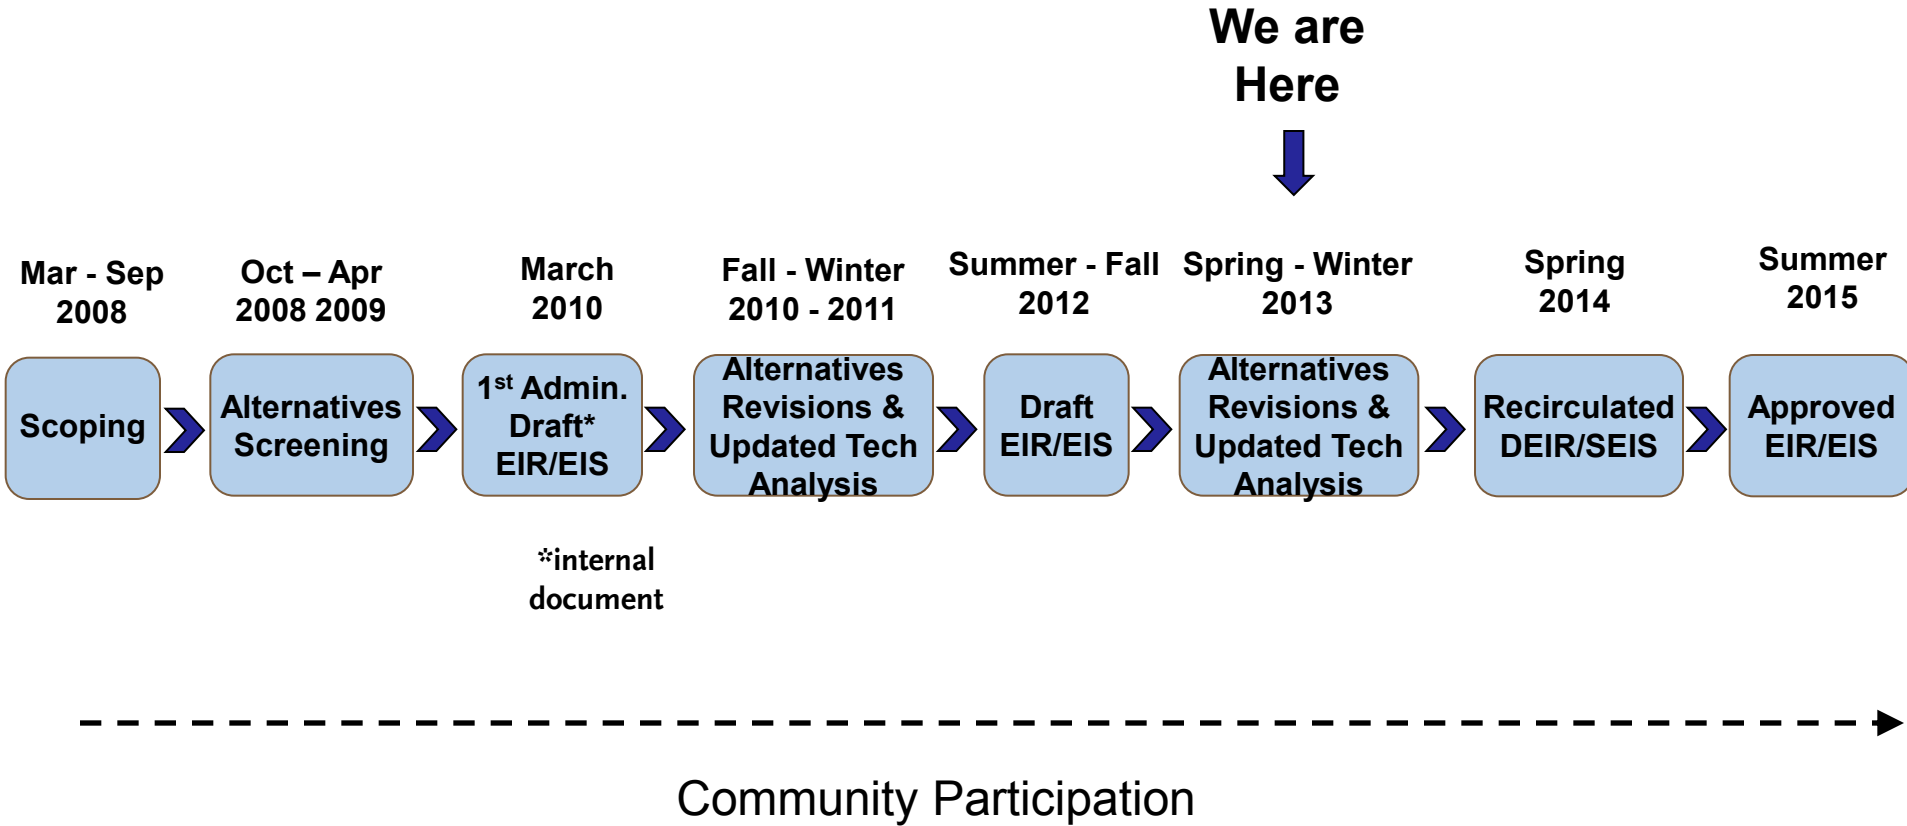 We are
Here
Mar - Sep
2008
Oct – Apr
2008 2009
March
2010
Fall - Winter
2010 - 2011
Summer - Fall
2012
Spring - Winter
2013
Spring
2014
Summer
2015
Scoping
Alternatives
Screening
1st Admin.
Draft*
EIR/EIS
Alternatives
Revisions &
Updated Tech
Analysis
Draft
EIR/EIS
Alternatives
Revisions &
Updated Tech
Analysis
Recirculated
DEIR/SEIS
Approved
EIR/EIS
*internal
document
Community Participation